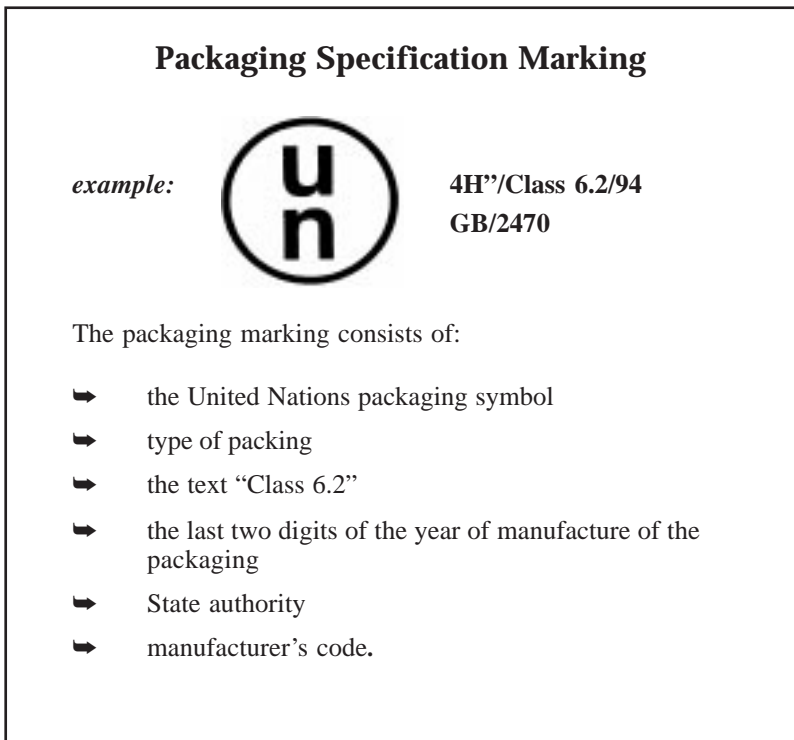 Packaging Specification Marking
example:
u
n
4H”/Class 6.2/94
GB/2470
The packaging marking consists of:
➥ the United Nations packaging symbol
➥ type of packing
➥ the text “Class 6.2”
➥ the last two digits of the year of manufacture of the
packaging
➥ State authority
➥ manufacturer’s code.